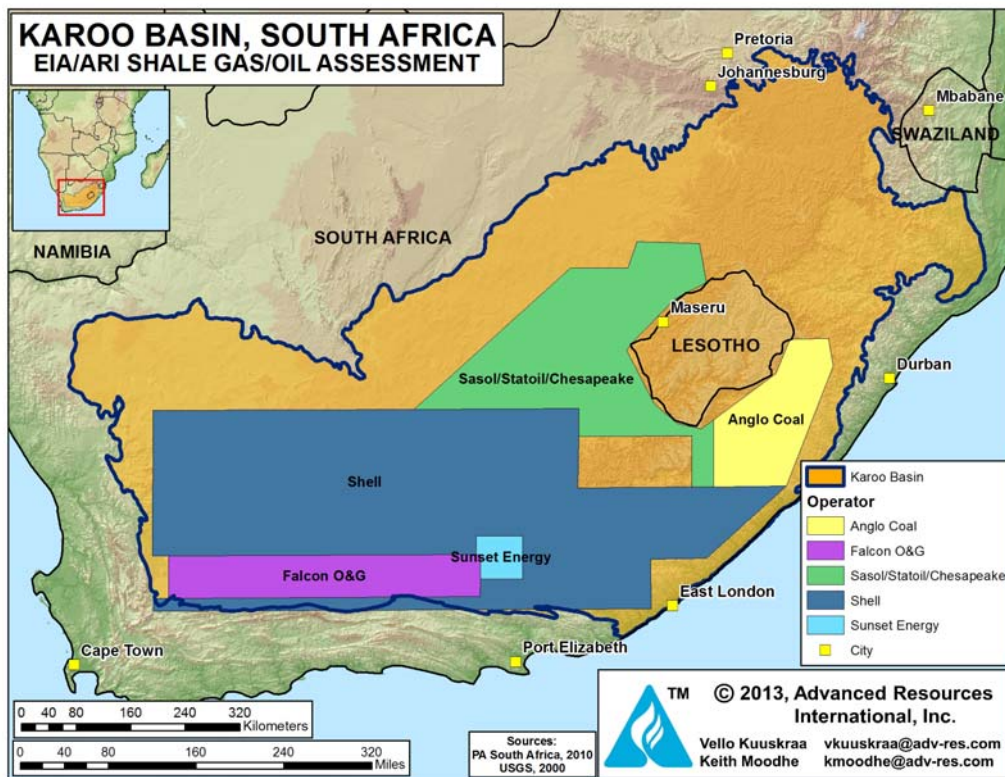 KAROO BASIN, SOUTH AFRICA
EIA/ARI SHALE GAS/OIL ASSESSMENT
Pretoria
Johannesburg
Mbabane
SWAZILAND
NAMIBIA
SOUTH AFRICA
Maseru
LESOTHO
Durban
Sasol/Statoil/Chesapeake
Anglo Coal
Shell
Sunset Energy
Falcon O&G
East London
Port Elizabeth
Cape Town
Karoo Basin
Operator
Anglo Coal
Falcon O&G
Sasol/Statoil/Chesapeake
Shell
Sunset Energy
City
0 40 80 160 240 320
Kilometers
0 40 80 160 240 320
Miles
Sources:
PA South Africa, 2010
USGS, 2000
TM
© 2013, Advanced Resources
International, Inc.
Vello Kuuskraa vkuuskraa@adv-res.com
Keith Moodhe kmoodhe@adv-res.com